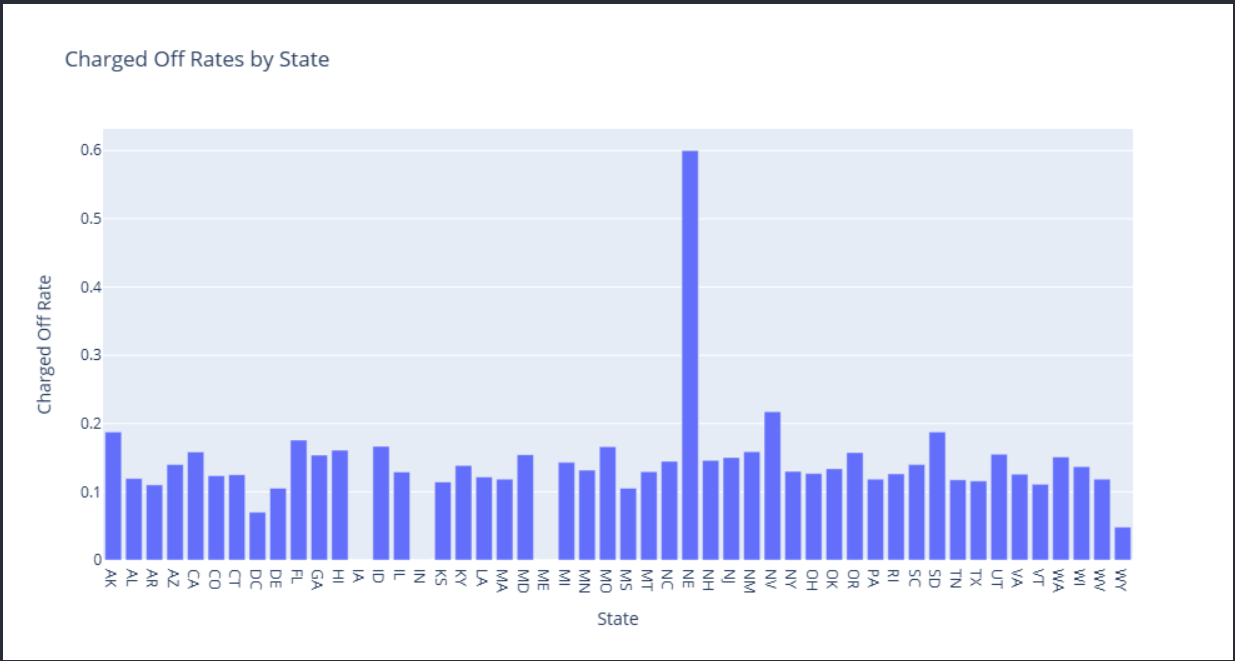 Charged Off Rates by State
Charged Off Rate
0.6
0.5
0.4
0.3
0.2
0.1
0
AK AL AR AZ CA CO CT DC DE FL GA HI IA ID IL IN KS KY LA MA MD ME MI MN MO MS MT NC NE NH NJ NM NV NY OH OK OR PA RI SC SD TN TX UT VA VT WA WI WV WY
State